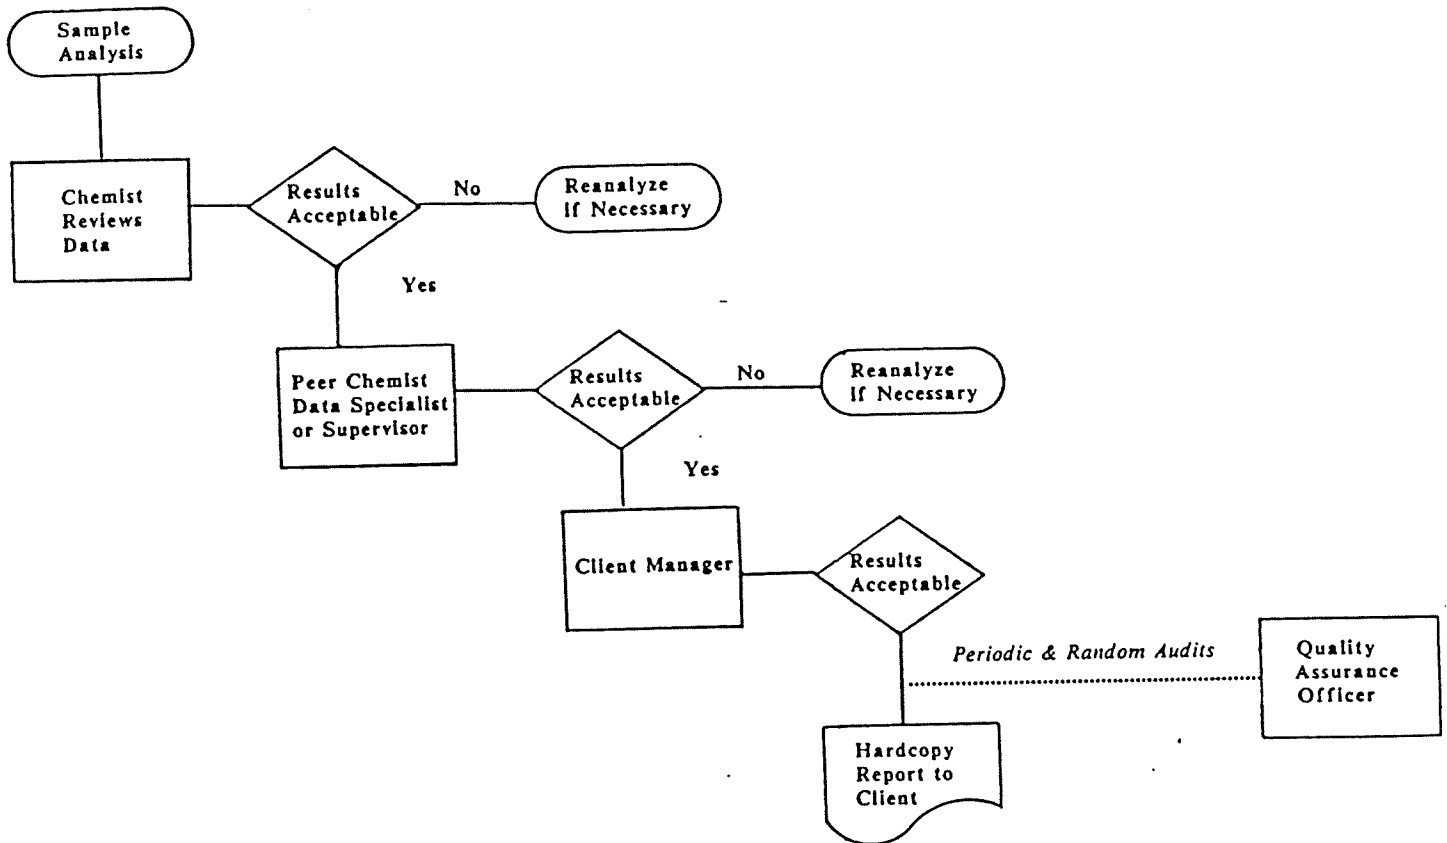 Sample
Analysis
Chemist
Reviews
Data
Results
Acceptable
No
Reanalyze
If Necessary
Yes
Peer Chemist
Data Specialist
or Supervisor
Results
Acceptable
No
Reanalyze
If Necessary
Yes
Client Manager
Results
Acceptable
Periodic & Random Audits
Quality
Assurance
Officer
Hardcopy
Report to
Client